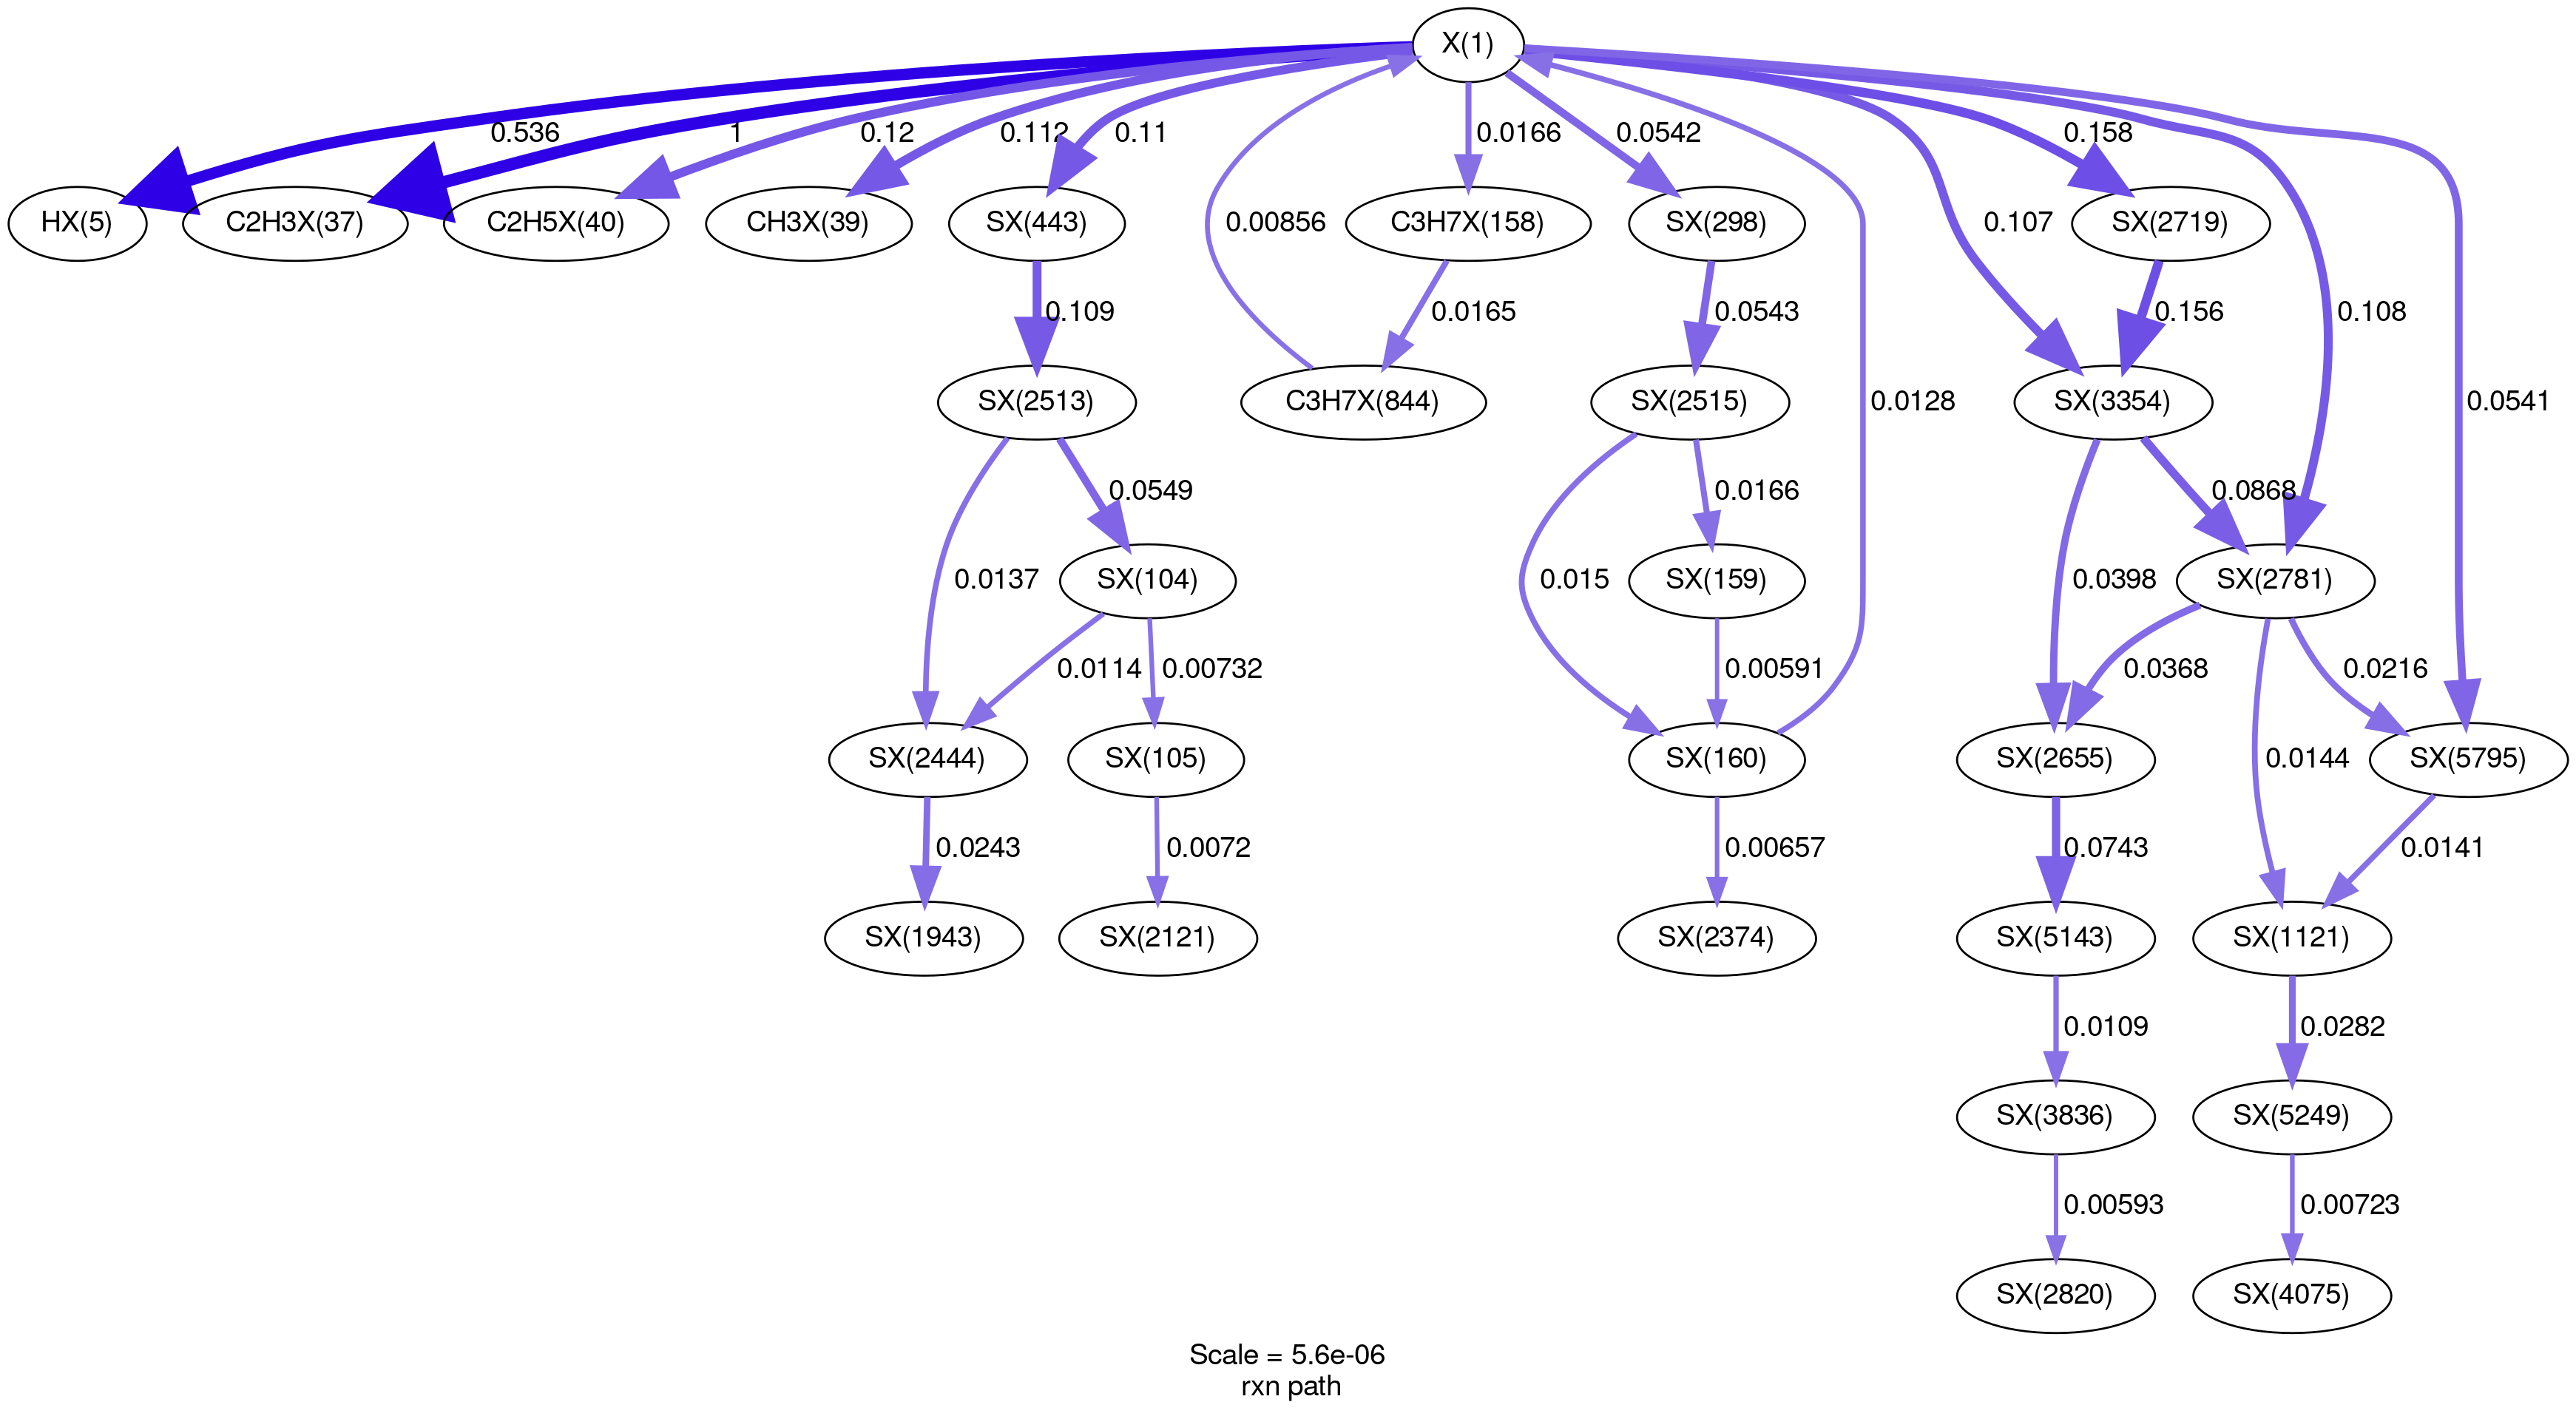 X(1)
0.536
1
0.12
0.112
0.11
0.0166
0.0542
0.158
HX(5)
C2H3X(37)
C2H5X(40)
CH3X(39)
SX(443)
0.00856
C3H7X(158)
SX(298)
0.107
SX(2719)
0.109
0.0165
0.0543
0.156
0.108
SX(2513)
C3H7X(844)
SX(2515)
0.0128
SX(3354)
0.0541
0.0549
0.0166
0.0868
0.0137
SX(104)
0.015
SX(159)
0.0398
SX(2781)
0.0114
0.00732
0.00591
0.0368
0.0216
SX(2444)
SX(105)
SX(160)
SX(2655)
0.0144
SX(5795)
0.0243
0.0072
0.00657
0.0743
0.0141
SX(1943)
SX(2121)
SX(2374)
SX(5143)
SX(1121)
0.0109
0.0282
SX(3836)
SX(5249)
0.00593
0.00723
SX(2820)
SX(4075)
Scale = 5.6e-06
rxn path